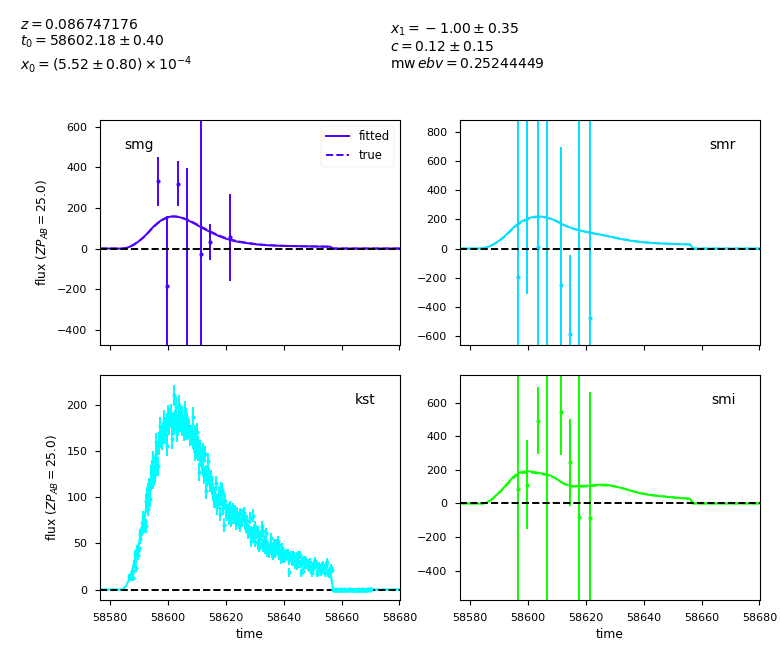 z = 0.086747176
t₀ = 58602.18 ± 0.40
x₀ = (5.52 ± 0.80) × 10⁻⁴
x₁ = −1.00 ± 0.35
c = 0.12 ± 0.15
mw ebv = 0.25244449
smg
fitted
true
600
400
200
0
−200
−400
flux (ZP_AB = 25.0)
smr
800
600
400
200
0
−200
−400
−600
kst
200
150
100
50
0
flux (ZP_AB = 25.0)
58580 58600 58620 58640 58660 58680
time
smi
600
400
200
0
−200
−400
58580 58600 58620 58640 58660 58680
time